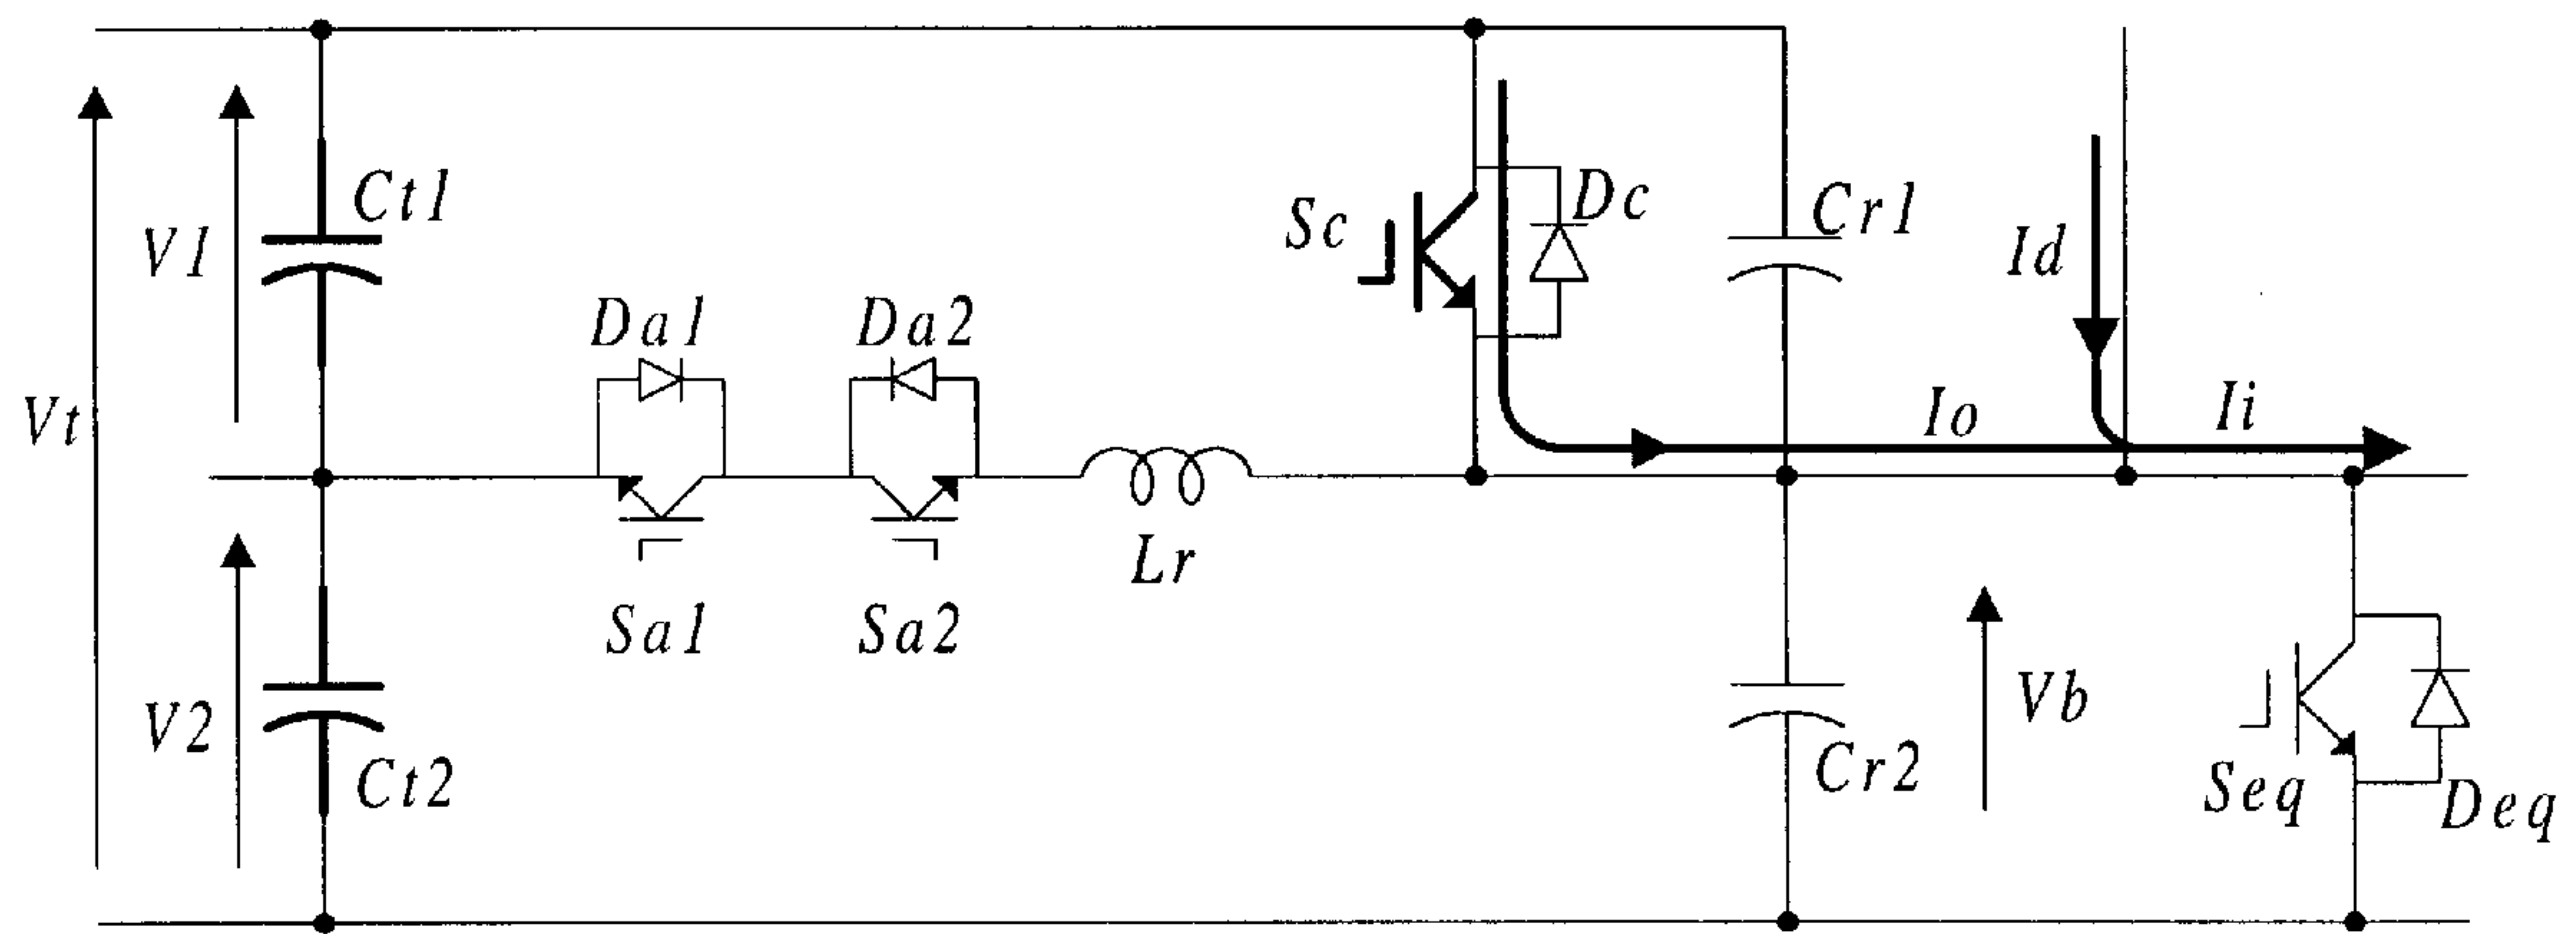 Ct1
Dc
Cr1
Sc
V1
Id
Da1
Da2
Vt
Io
Ii
Lr
Sa1
Sa2
Vb
V2
Ct2
Cr2
Seq
Deq